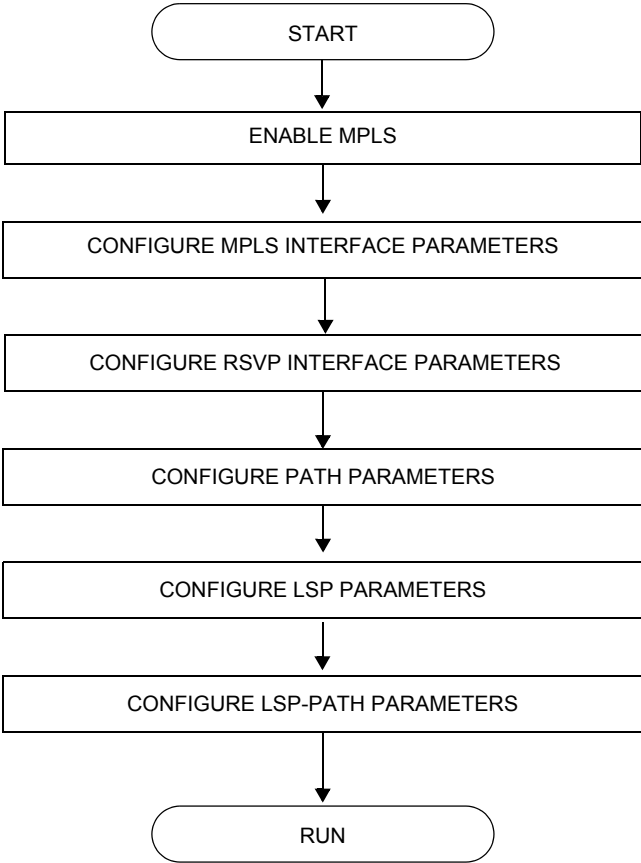 START
ENABLE MPLS
CONFIGURE MPLS INTERFACE PARAMETERS
CONFIGURE RSVP INTERFACE PARAMETERS
CONFIGURE PATH PARAMETERS
CONFIGURE LSP PARAMETERS
CONFIGURE LSP-PATH PARAMETERS
RUN